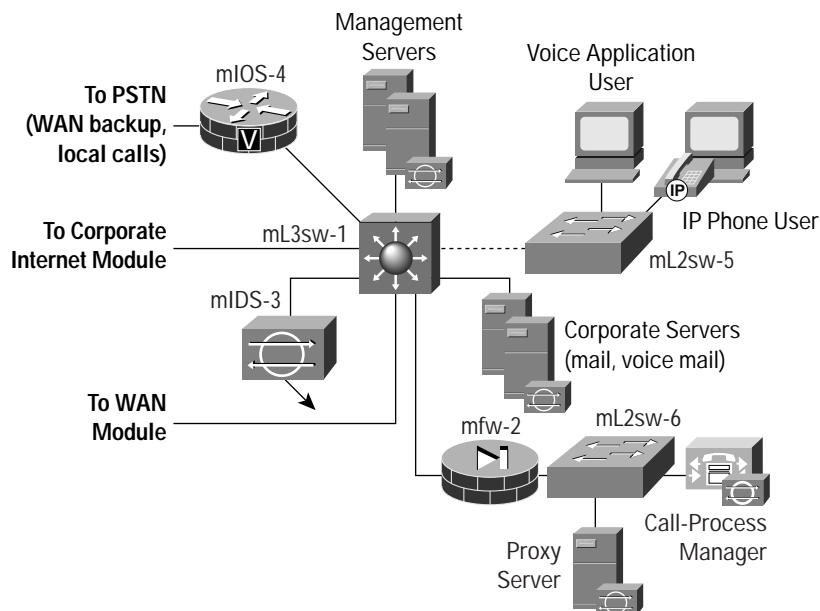 Management
Servers
Voice Application
User
mIOS-4
To PSTN
(WAN backup,
local calls)
V
IP
IP Phone User
To Corporate
Internet Module
mL3sw-1
mL2sw-5
mIDS-3
Corporate Servers
(mail, voice mail)
To WAN
Module
mfw-2
mL2sw-6
Call-Process
Manager
Proxy
Server